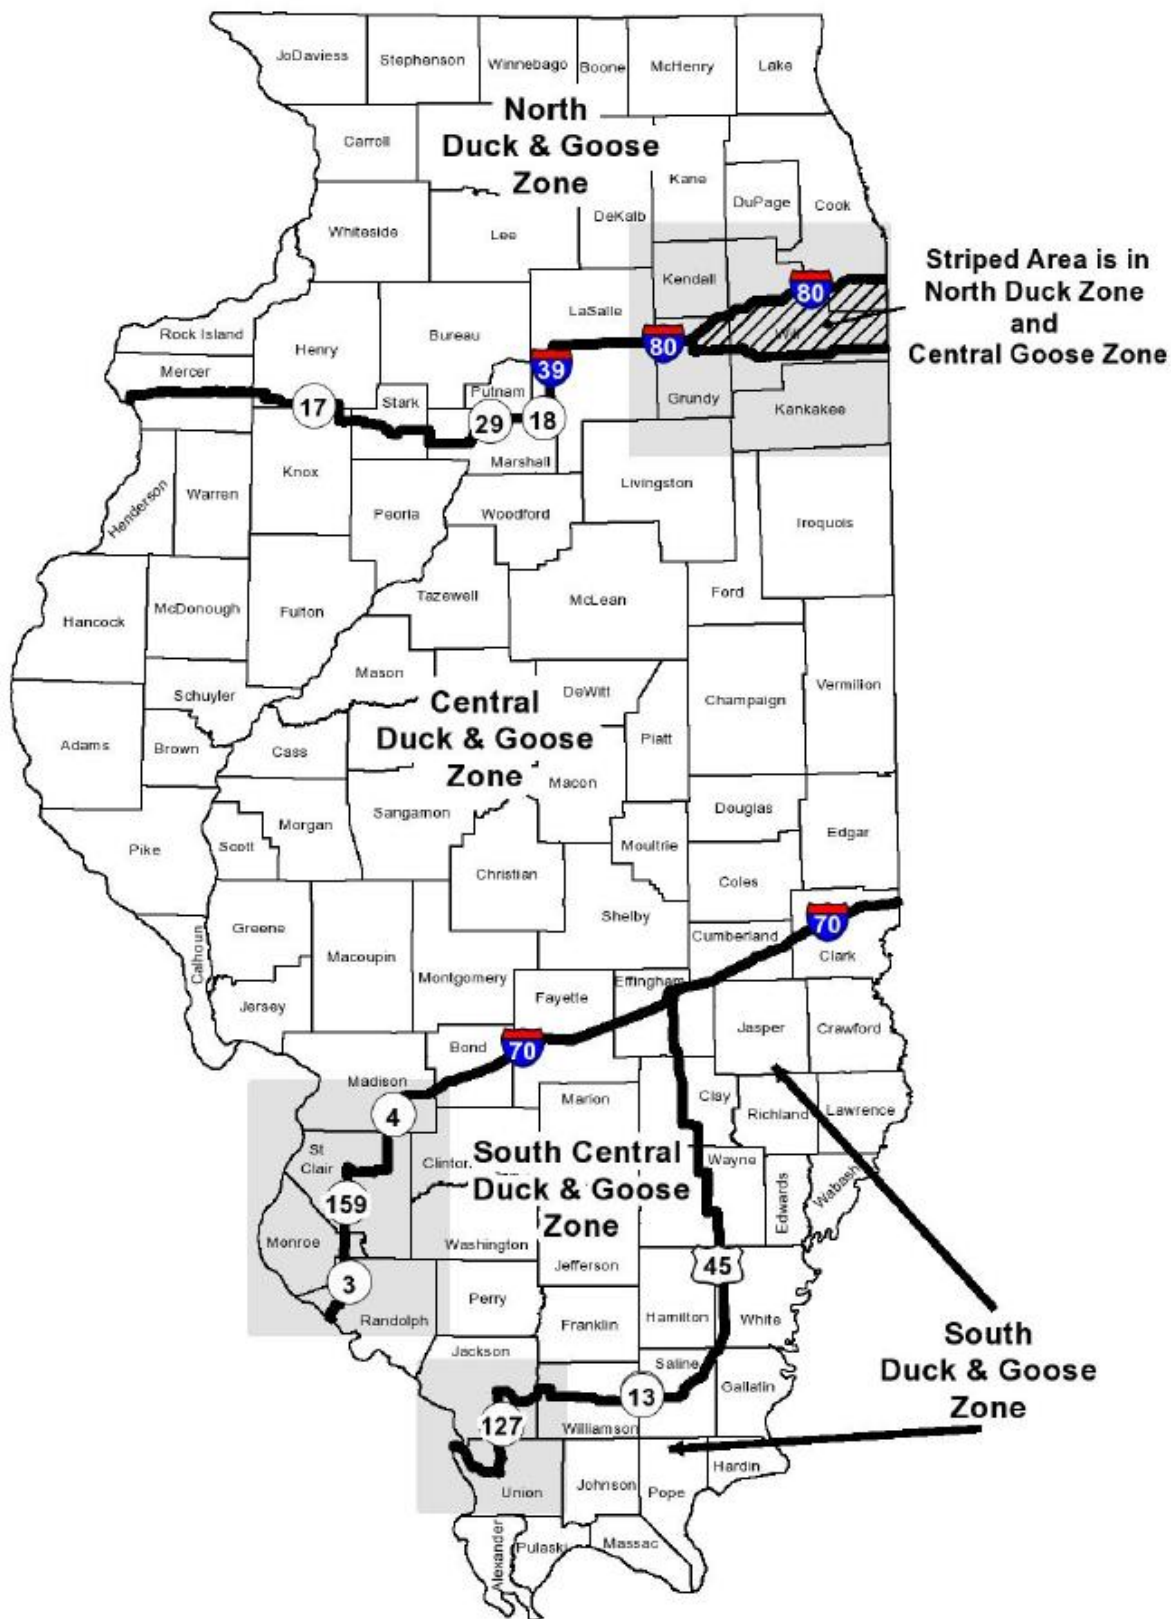 JoDaviess
Stephenson
Winnebago
Boone
McHenry
Lake
North
Duck & Goose
Zone
Carroll
Kane
DuPage
Cook
DeKalb
Whiteside
Lee
Striped Area is in
North Duck Zone
and
Central Goose Zone
Kendall
80
LaSalle
Rock Island
Bureau
Henry
Will
80
39
Mercer
Putnam
Stark
17
29
18
Grundy
Kankakee
Marshall
Knox
Livingston
Henderson
Warren
Peoria
Woodford
Iroquois
Tazewell
McLean
Ford
McDonough
Fulton
Hancock
Mason
Schuyler
DeWitt
Champaign
Vermilion
Central
Duck & Goose
Zone
Adams
Brown
Cass
Piatt
Macon
Sangamon
Morgan
Douglas
Edgar
Pike
Scott
Moultrie
Christian
Coles
Shelby
70
Greene
Calhoun
Macoupin
Cumberland
Clark
Montgomery
Effingham
Fayette
Jersey
Jasper
Crawford
Bond
70
Madison
4
Marion
Clay
Richland
Lawrence
St
Clair
Clinton
South Central
Duck & Goose
Zone
Wayne
Edwards
Wabash
159
Monroe
Washington
Jefferson
45
3
Randolph
Perry
Franklin
Hamilton
White
South
Duck & Goose
Zone
Jackson
Saline
Gallatin
13
127
Williamson
Union
Johnson
Pope
Hardin
Alexander
Pulaski
Massac